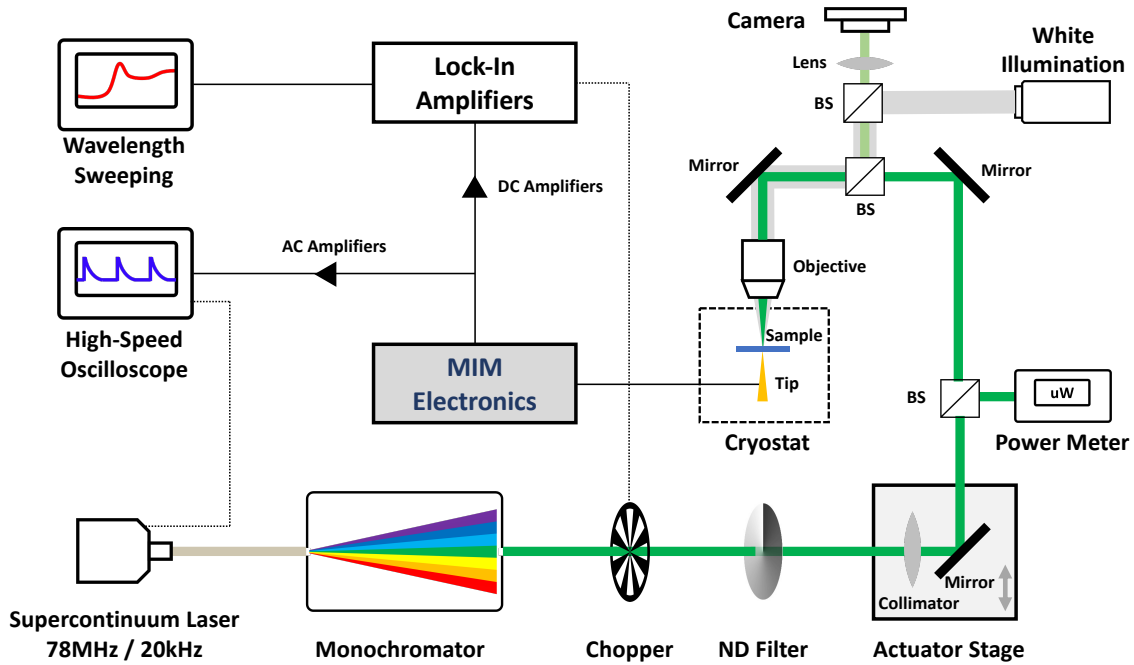 Camera
White
Illumination
Lens
BS
Lock-In
Amplifiers
Wavelength
Sweeping
Mirror
Mirror
BS
DC Amplifiers
AC Amplifiers
Objective
High-Speed
Oscilloscope
Sample
MIM
Electronics
Tip
BS
uW
Cryostat
Power Meter
Mirror
Collimator
Supercontinuum Laser
78MHz / 20kHz
Monochromator
Chopper
ND Filter
Actuator Stage